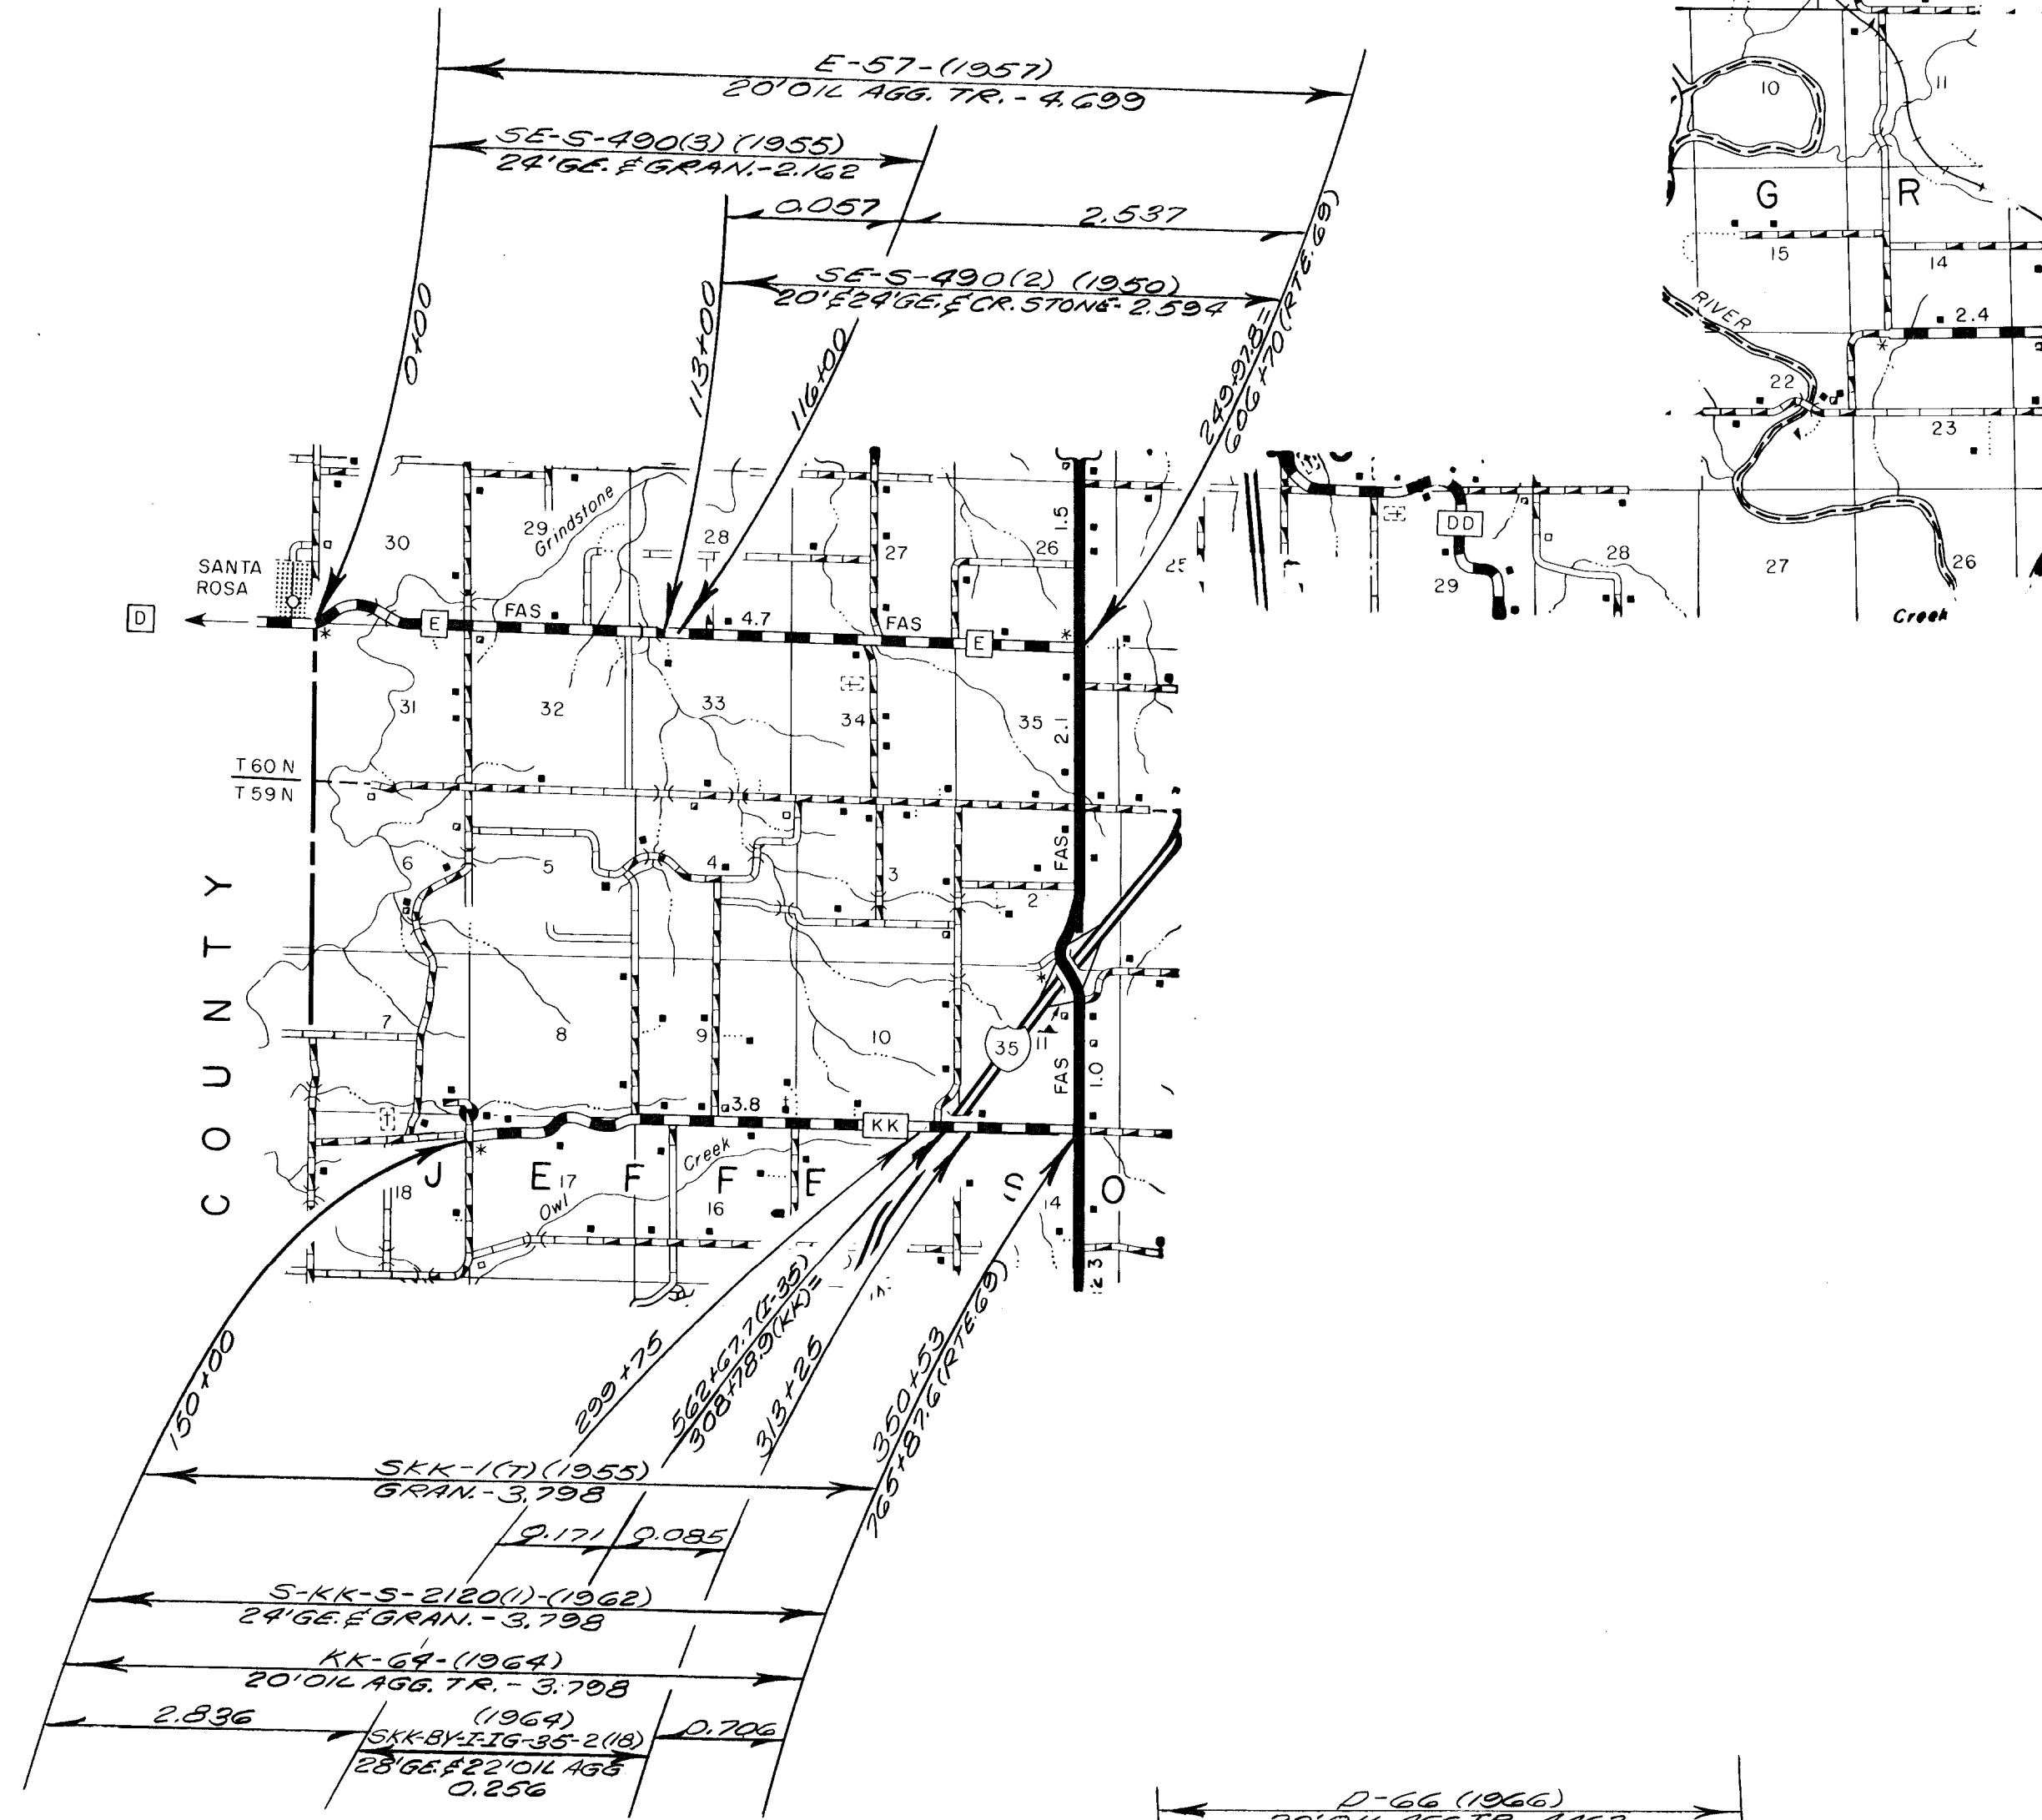 E-57-(1957)
20'OIL AGG. TR. - 4.699
SE-S-490(3) (1955)
24'GE. & GRAN.-2.162
0.057
2.537
SE-S-490(2) (1950)
20'&24'GE.& CR. STONE-2.594
0+00
113+00
116+00
249+97.8=
606+70(RTE.69)
10
11
G R
15
14
RIVER
2.4
22
23
*
30
29
Grindstone
28
27
26
1.5
25
DD
29
28
27
26
Creek
SANTA
ROSA
D
*
E
FAS
4.7
FAS
E
*
31
32
33
34
35
2.1
T60N
T59N
6
5
4
3
2
FAS
COUNTY
*
7
8
9
10
35
11
FAS
1.0
3.8
KK
*
J E F F E S O
18
17
Owl
Creek
16
14
3
150+00
299+75
562+67.7(I-35)
308+78.9(KK)=
313+25
350+53
765+87.6(RTE.69)
SKK-1(T)(1955)
GRAN.-3.798
0.171
0.085
S-KK-S-2120(1)-(1962)
24'GE.& GRAN. - 3.798
KK-64-(1964)
20'OIL AGG. TR. - 3.798
2.836
(1964)
0.706
SKK-BY-I-IG-35-2(18)
28'GE.&22'OIL AGG
0.256
D-66 (1966)